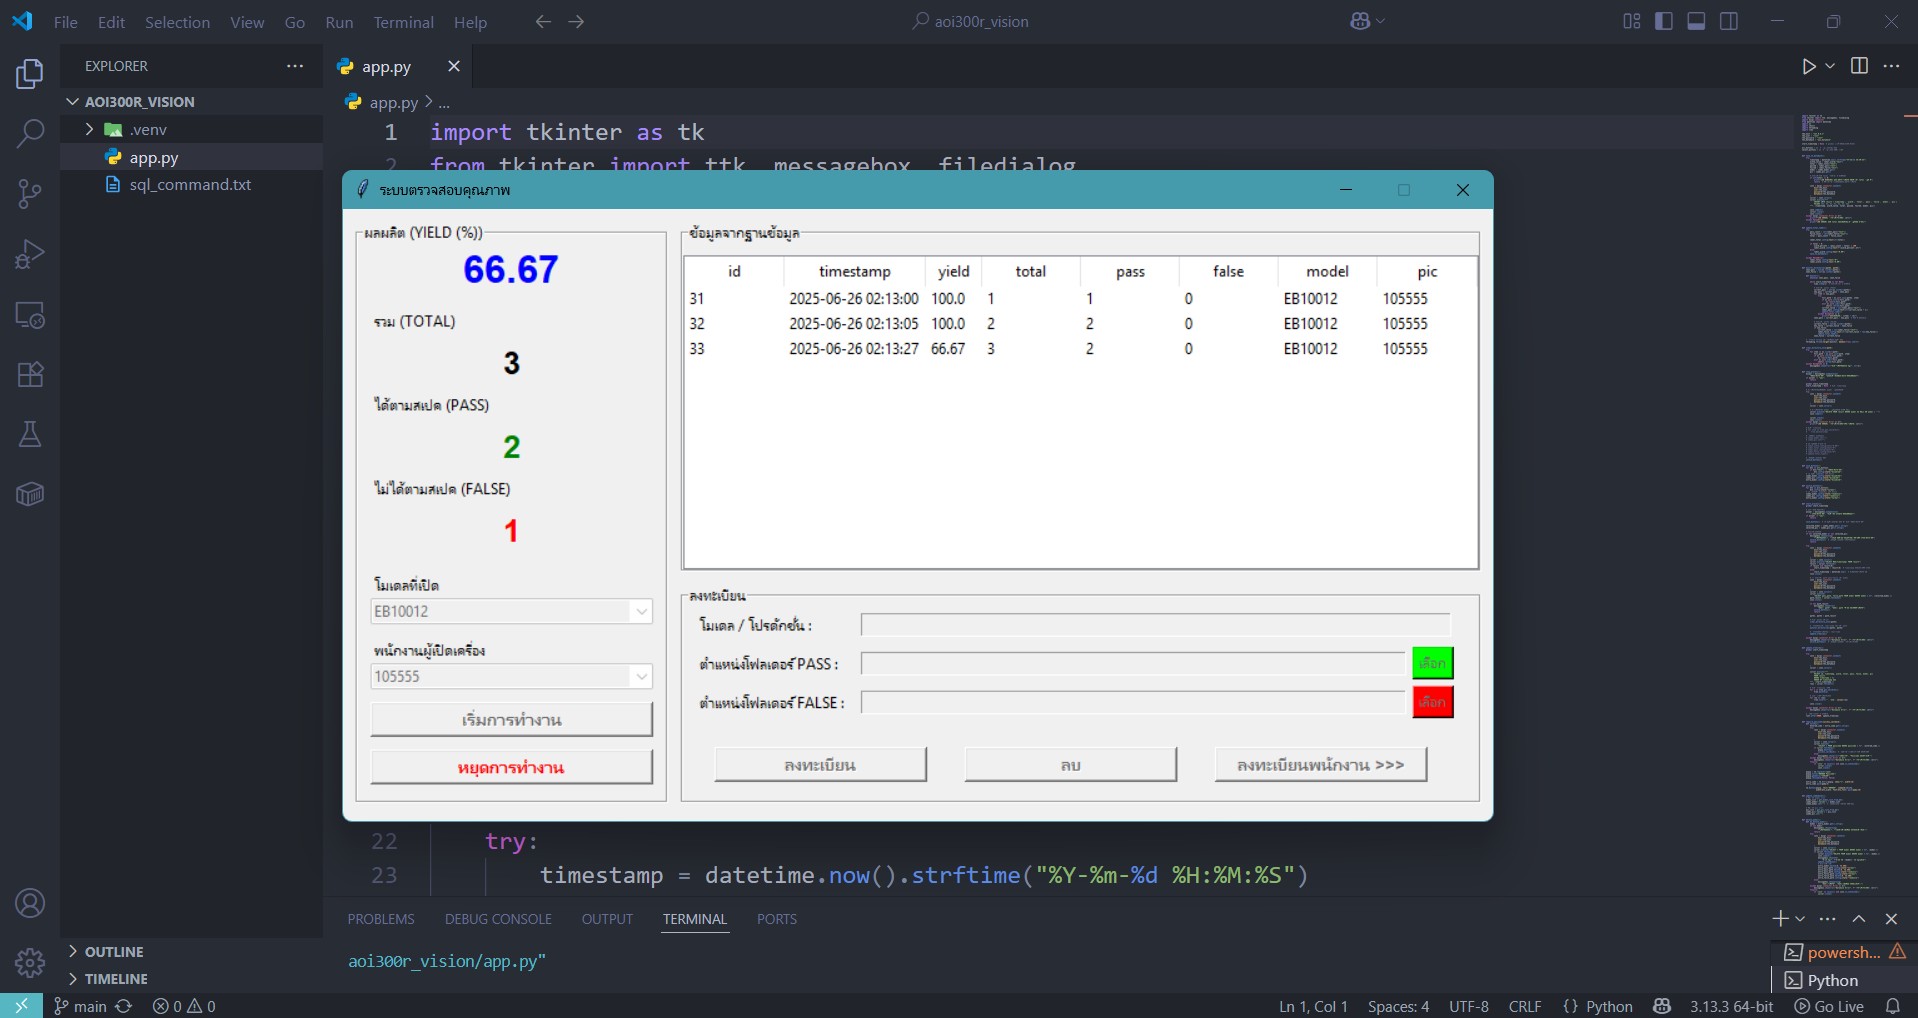 File Edit Selection View Go Run Terminal Help
aoi300r_vision
EXPLORER
AOI300R_VISION
.venv
app.py
sql_command.txt
OUTLINE
TIMELINE
app.py
app.py > ...
1 import tkinter as tk
2 from tkinter import ttk, messagebox, filedialog
ระบบตรวจสอบคุณภาพ
ผลผลิต (YIELD (%))
66.67
รวม (TOTAL)
3
ได้ตามสเปค (PASS)
2
ไม่ได้ตามสเปค (FALSE)
1
โมเดลที่เปิด
EB10012
พนักงานผู้เปิดเครื่อง
105555
เริ่มการทำงาน
หยุดการทำงาน
ข้อมูลจากฐานข้อมูล
id timestamp yield total pass false model pic
31 2025-06-26 02:13:00 100.0 1 1 0 EB10012 105555
32 2025-06-26 02:13:05 100.0 2 2 0 EB10012 105555
33 2025-06-26 02:13:27 66.67 3 2 0 EB10012 105555
ลงทะเบียน
โมเดล / โปรดักชั่น :
ตำแหน่งโฟลเดอร์ PASS : เลือก
ตำแหน่งโฟลเดอร์ FALSE : เลือก
ลงทะเบียน ลบ ลงทะเบียนพนักงาน >>>
22 try:
23 timestamp = datetime.now().strftime("%Y-%m-%d %H:%M:%S")
PROBLEMS DEBUG CONSOLE OUTPUT TERMINAL PORTS
aoi300r_vision/app.py"
powersh...
Python
main 0 0 Ln 1, Col 1 Spaces: 4 UTF-8 CRLF {} Python 3.13.3 64-bit Go Live